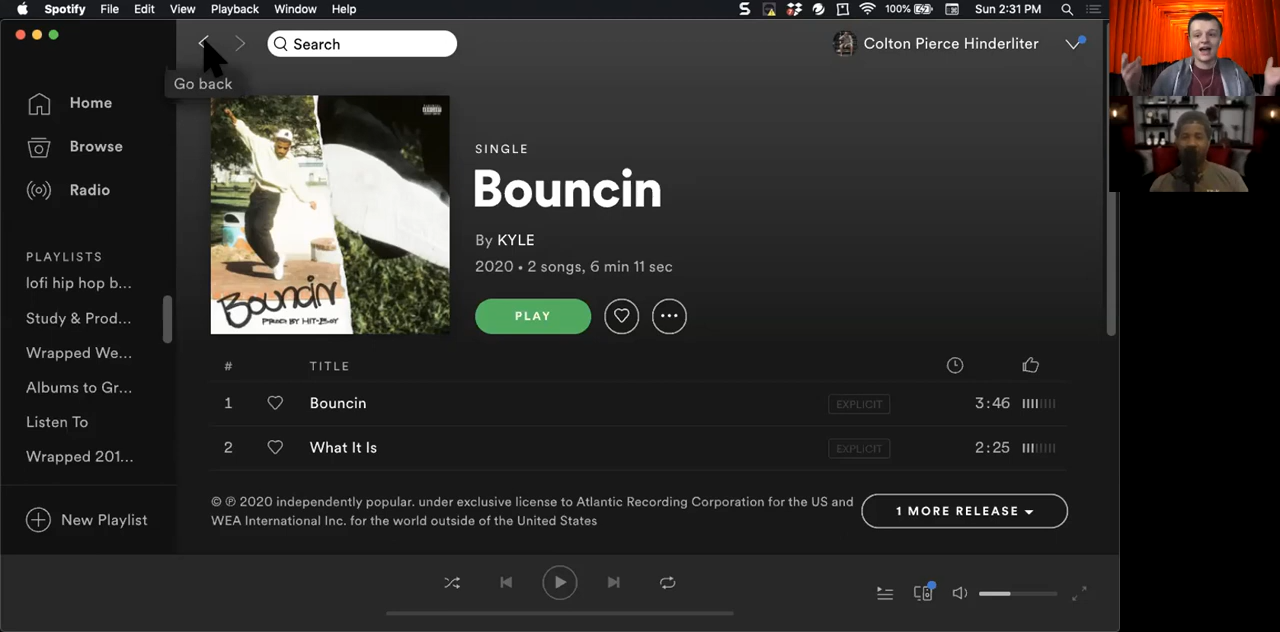 Spotify File Edit View Playback Window Help
100% Sun 2:31 PM
Search
Colton Pierce Hinderliter
Go back
Home
Browse
Radio
PLAYLISTS
lofi hip hop b...
Study & Prod...
Wrapped We...
Albums to Gr...
Listen To
Wrapped 201...
New Playlist
Bouncin
PROD BY HIT-BOY
SINGLE
Bouncin
By KYLE
2020 • 2 songs, 6 min 11 sec
PLAY
# TITLE
1 Bouncin EXPLICIT 3:46
2 What It Is EXPLICIT 2:25
© ℗ 2020 independently popular. under exclusive license to Atlantic Recording Corporation for the US and
WEA International Inc. for the world outside of the United States
1 MORE RELEASE